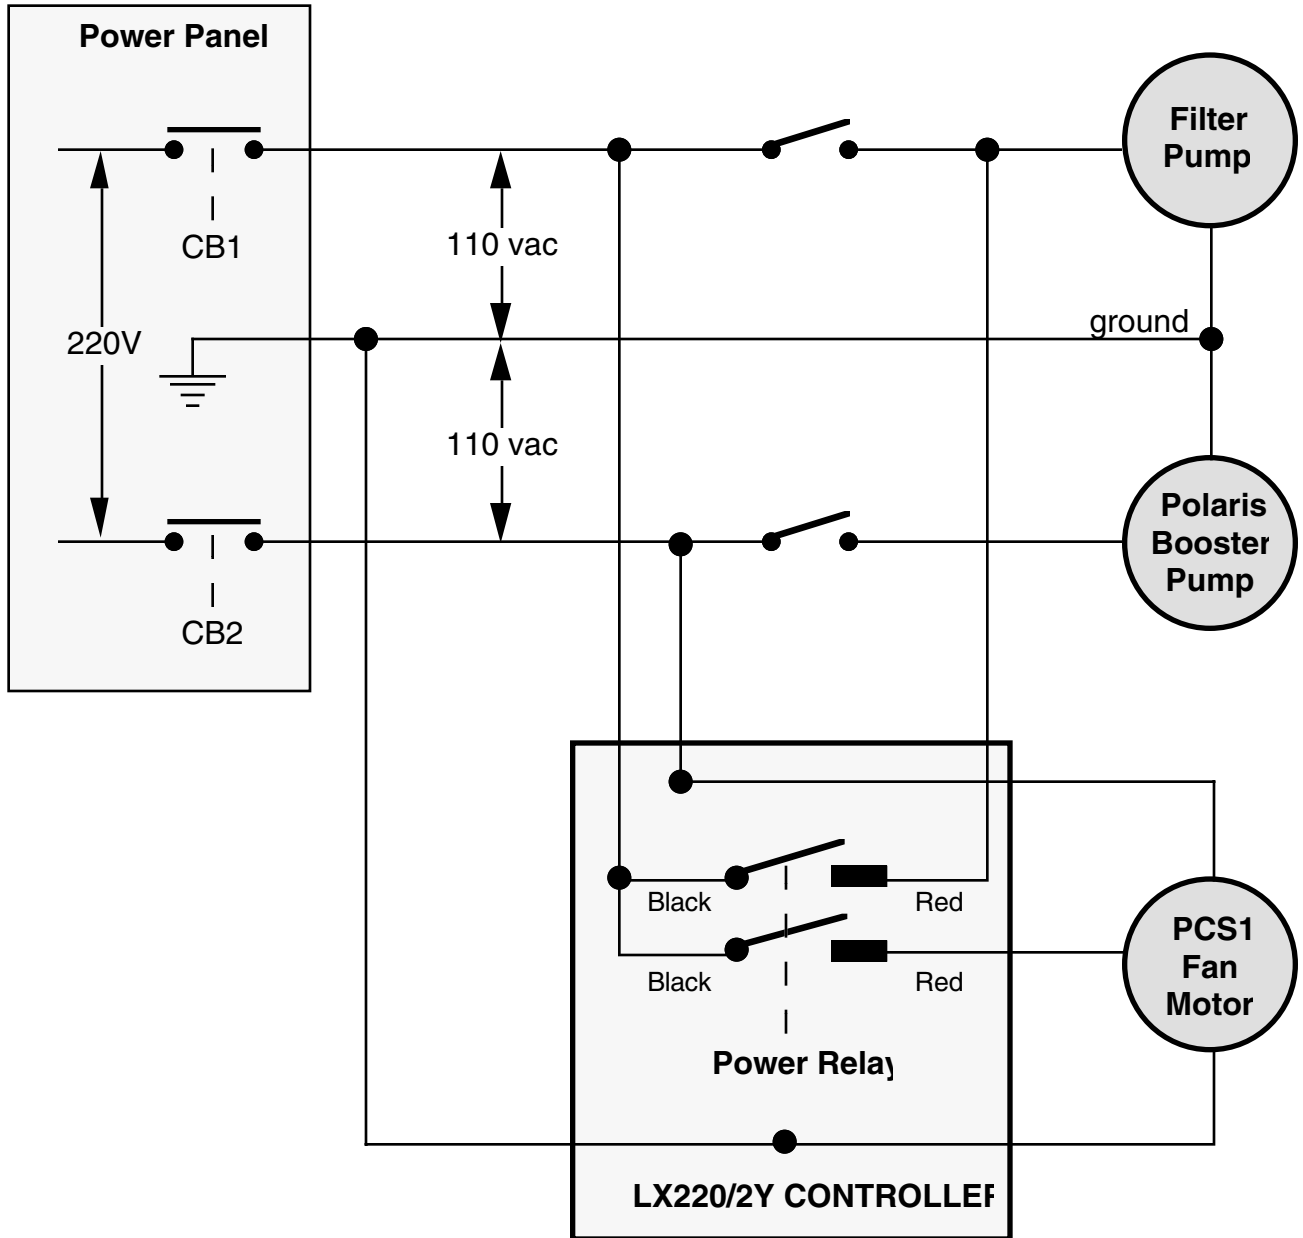 Power Panel
Filter
Pump
CB1
110 vac
220V
ground
110 vac
Polaris
Booster
Pump
CB2
Black
Red
Black
Red
PCS1
Fan
Motor
Power Relay
LX220/2Y CONTROLLER